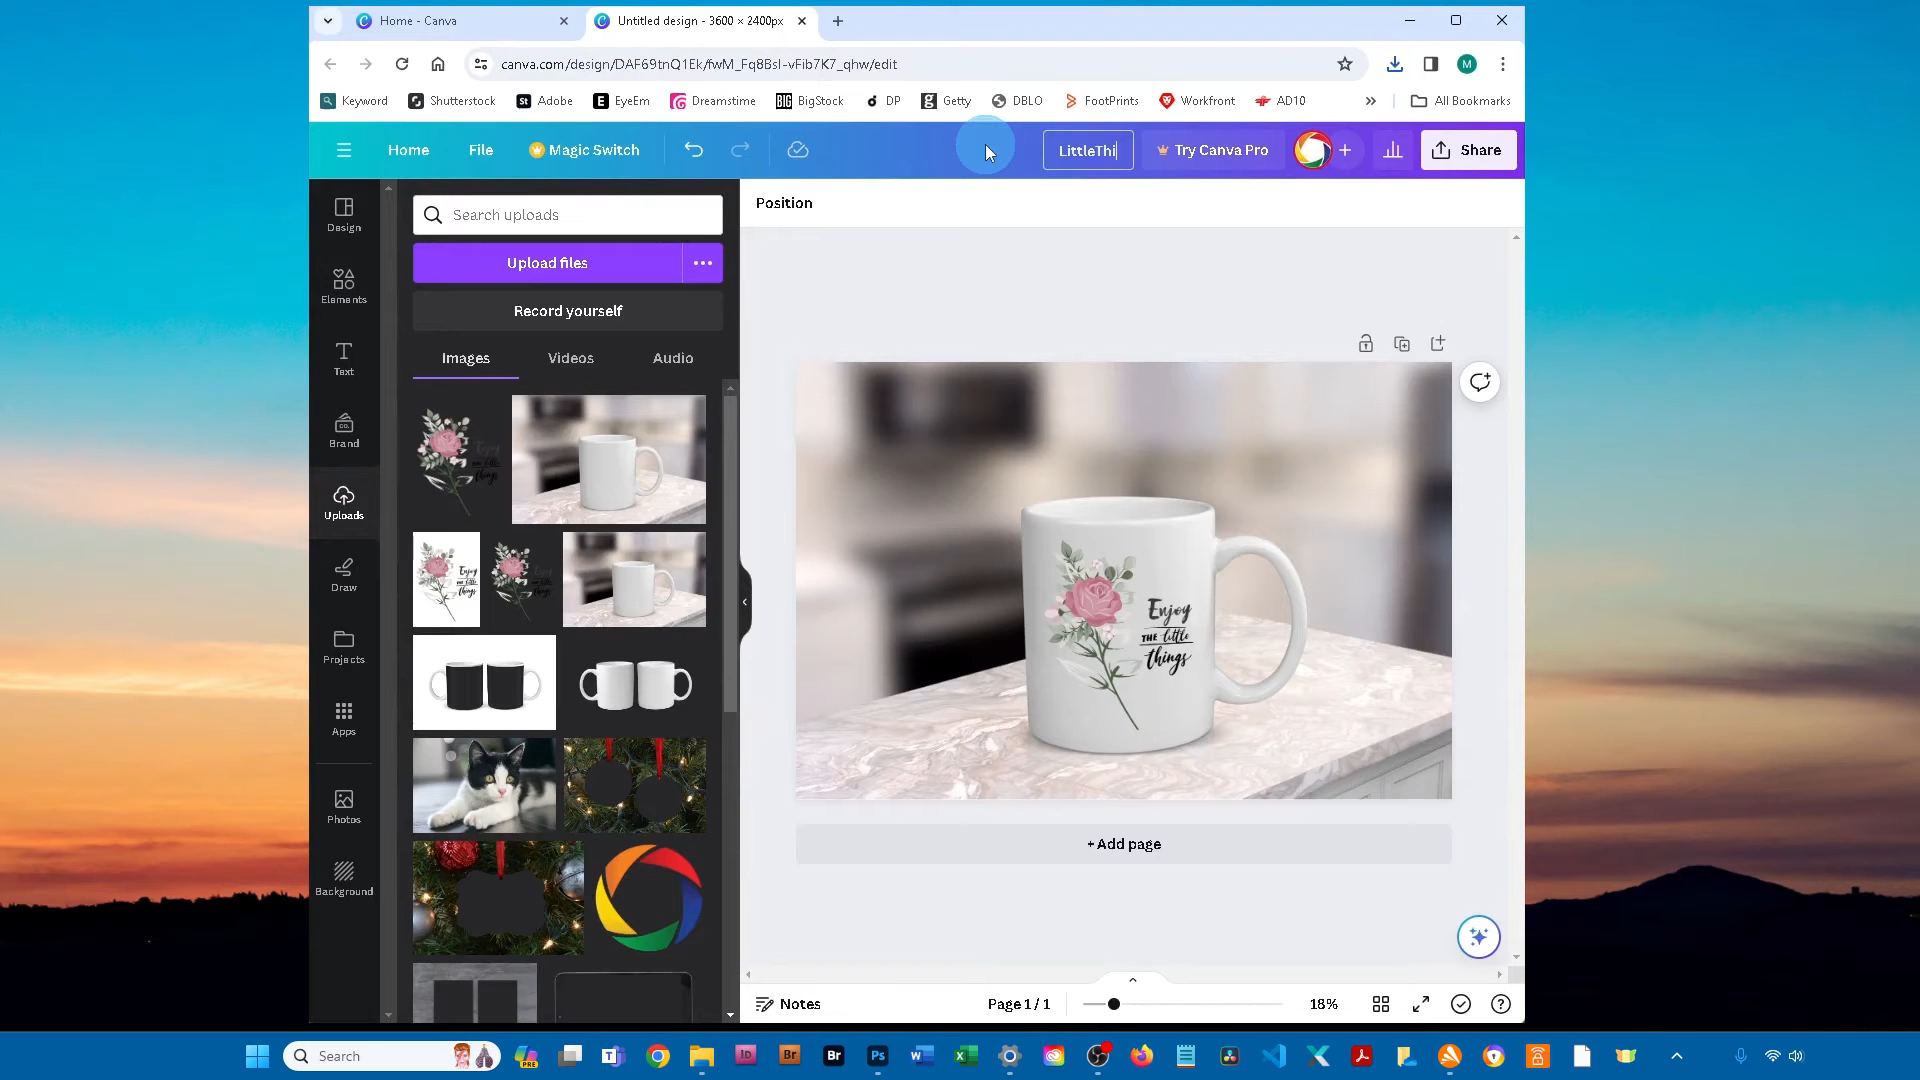 Home - Canva
Untitled design - 3600 × 2400px
canva.com/design/DAF69tnQ1Ek/fwM_Fq8BsI-vFib7K7_qhw/edit
M
Keyword
Shutterstock
Adobe
EyeEm
Dreamstime
BigStock
DP
Getty
DBLO
FootPrints
Workfront
AD10
All Bookmarks
Home
File
Magic Switch
LittleThi
Try Canva Pro
Share
Design
Elements
Text
Brand
Uploads
Draw
Projects
Apps
Photos
Background
Search uploads
Upload files
Record yourself
Images
Videos
Audio
Position
Enjoy
THE little
things
+ Add page
Notes
Page 1 / 1
18%
Search